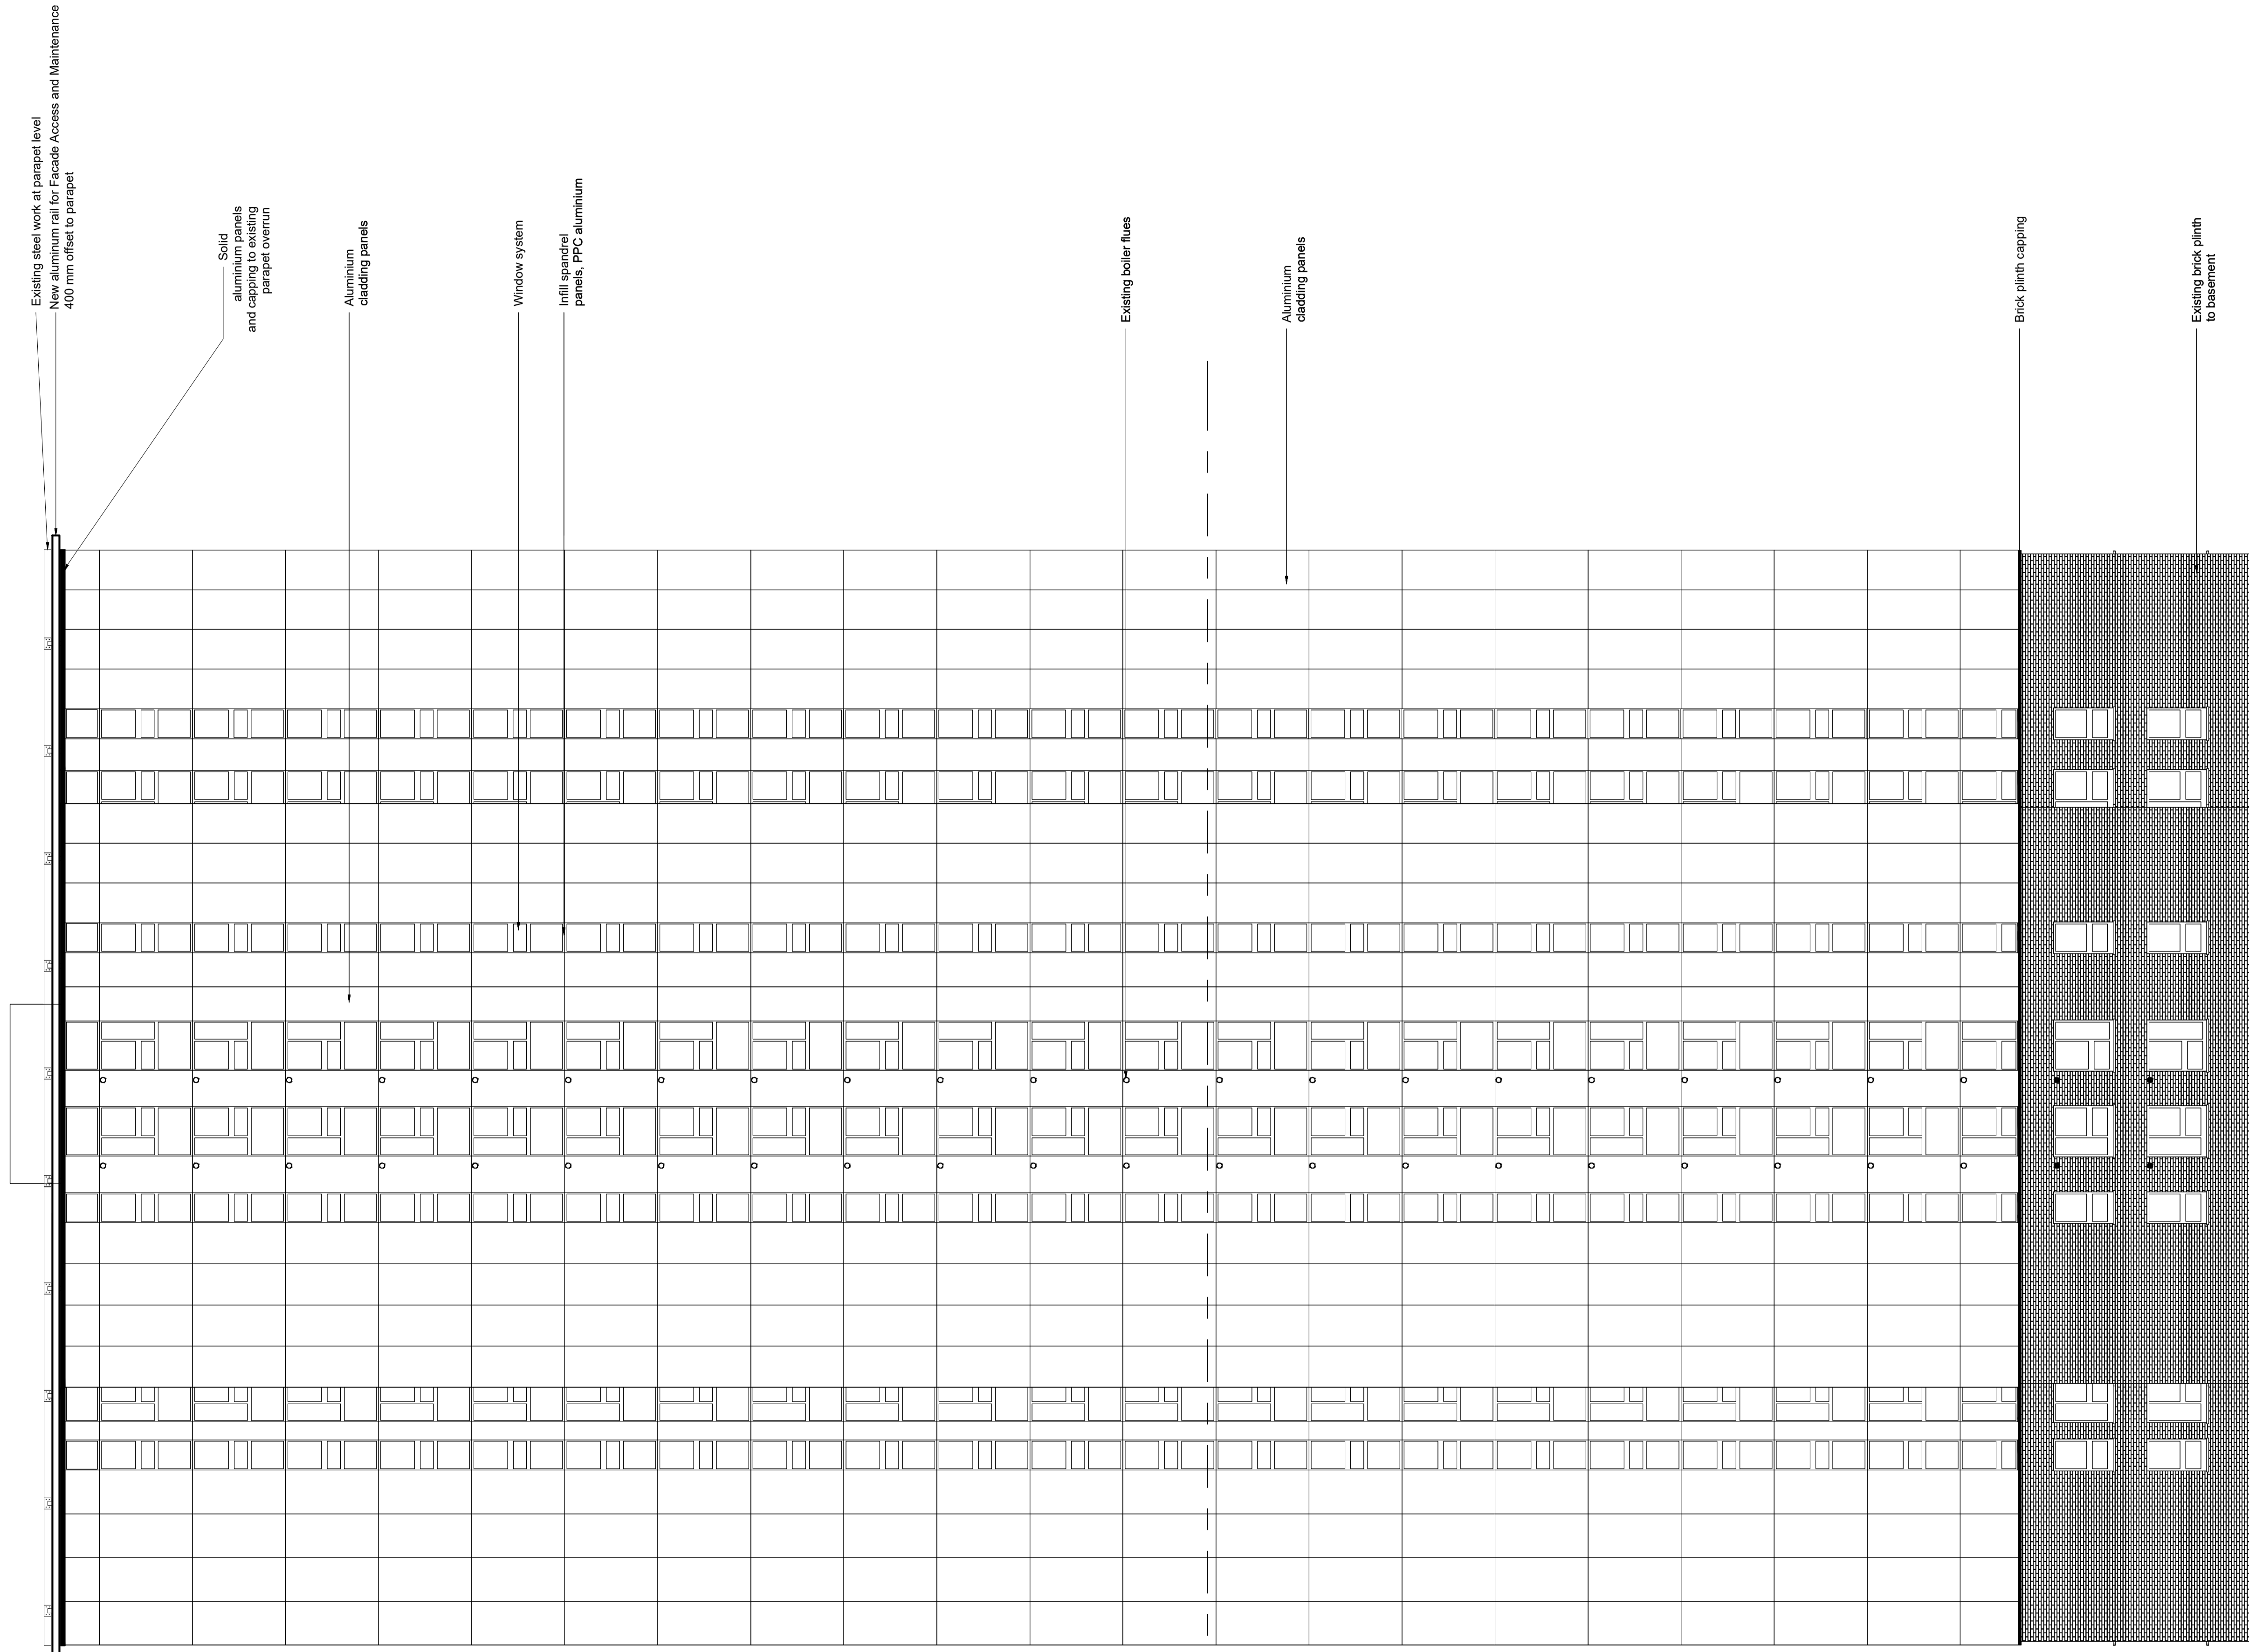 Existing steel work at parapet level
New aluminum rail for Facade Access and Maintenance
400 mm offset to parapet
Solid
aluminium panels
and capping to existing
parapet overrun
Aluminium
cladding panels
Window system
Infill spandrel
panels, PPC aluminium
Existing boiler flues
Aluminium
cladding panels
Brick plinth capping
Existing brick plinth
to basement